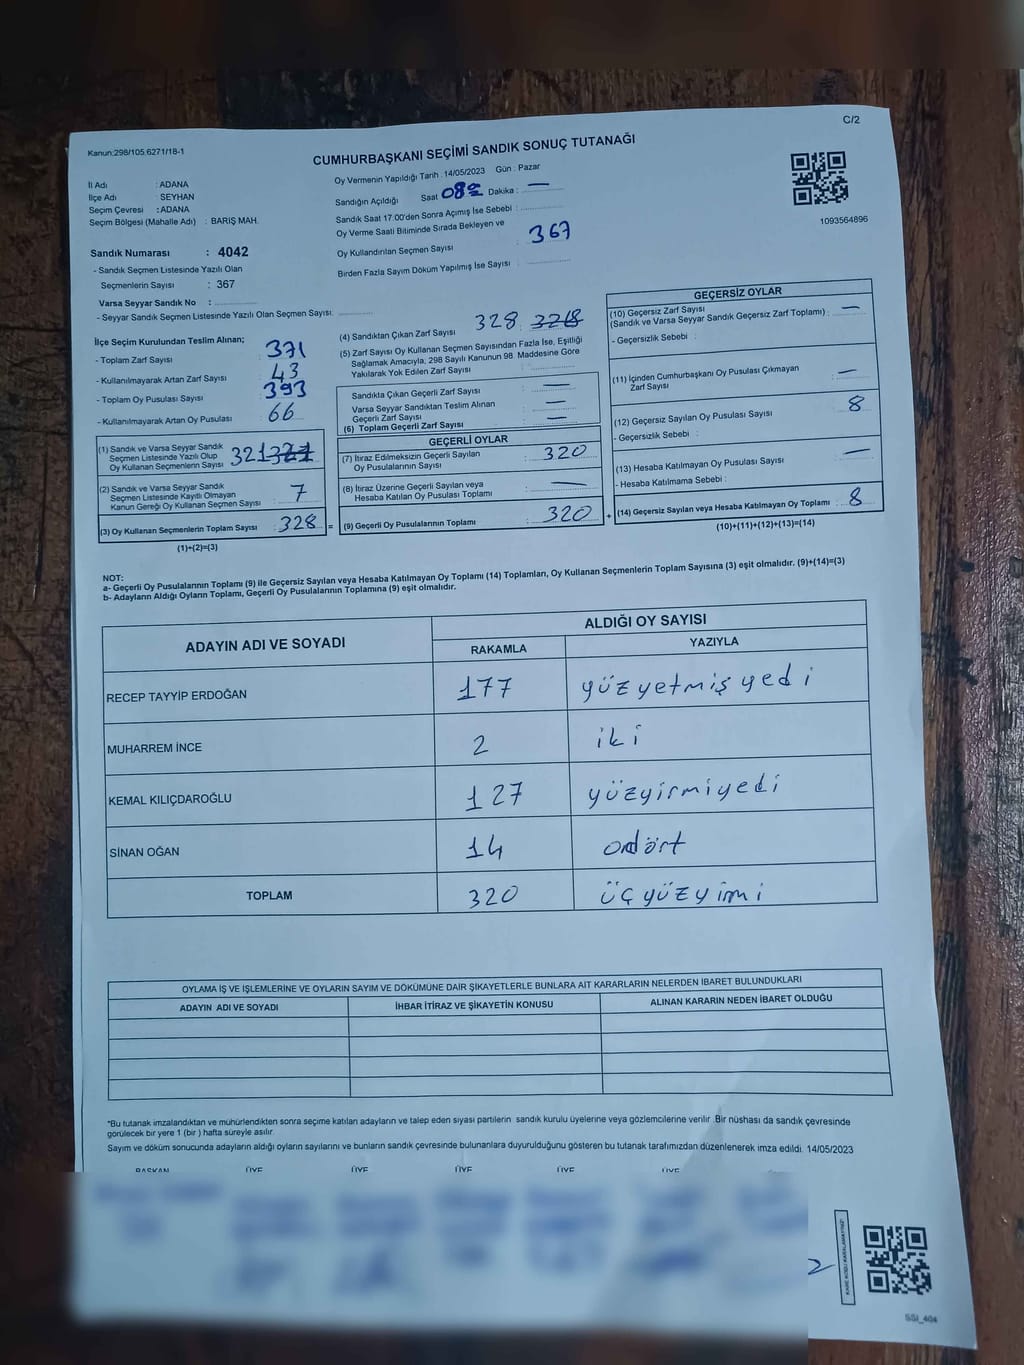 C/2
Kanun:298/105.6271/18-1
CUMHURBAŞKANI SEÇİMİ SANDIK SONUÇ TUTANAĞI
İl Adı : ADANA
İlçe Adı SEYHAN
Seçim Çevresi : ADANA
Seçim Bölgesi (Mahalle Adı) : BARIŞ MAH.
Sandık Numarası : 4042
- Sandık Seçmen Listesinde Yazılı Olan
Seçmenlerin Sayısı : 367
Varsa Seyyar Sandık No :
- Seyyar Sandık Seçmen Listesinde Yazılı Olan Seçmen Sayısı:
Oy Vermenin Yapıldığı Tarih : 14/05/2023 Gün : Pazar
Sandığın Açıldığı Saat 08 Dakika : —
Sandık Saat 17:00'den Sonra Açımış İse Sebebi :
Oy Verme Saati Bitiminde Sırada Bekleyen ve
Oy Kullandırılan Seçmen Sayısı : 367
Birden Fazla Sayım Döküm Yapılmış İse Sayısı :
1093564896
İlçe Seçim Kurulundan Teslim Alınan;
- Toplam Zarf Sayısı 371
- Kullanılmayarak Artan Zarf Sayısı : 43
- Toplam Oy Pusulası Sayısı : 393
- Kullanılmayarak Artan Oy Pusulası : 66
(1) Sandık ve Varsa Seyyar Sandık
Seçmen Listesinde Yazılı Olup
Oy Kullanan Seçmenlerin Sayısı : 321
(2) Sandık ve Varsa Seyyar Sandık
Seçmen Listesinde Kayıtlı Olmayan
Kanun Gereği Oy Kullanan Seçmen Sayısı : 7
(3) Oy Kullanan Seçmenlerin Toplam Sayısı : 328 =
(1)+(2)=(3)
(4) Sandıktan Çıkan Zarf Sayısı 328
(5) Zarf Sayısı Oy Kullanan Seçmen Sayısından Fazla İse, Eşitliği
Sağlamak Amacıyla, 298 Sayılı Kanunun 98. Maddesine Göre
Yakılarak Yok Edilen Zarf Sayısı :
Sandıkta Çıkan Geçerli Zarf Sayısı : —
Varsa Seyyar Sandıktan Teslim Alınan
Geçerli Zarf Sayısı : —
(6) Toplam Geçerli Zarf Sayısı : —
GEÇERLİ OYLAR
(7) İtiraz Edilmeksizin Geçerli Sayılan
Oy Pusulalarının Sayısı : 320
(8) İtiraz Üzerine Geçerli Sayılan veya
Hesaba Katılan Oy Pusulası Toplamı : —
(9) Geçerli Oy Pusulalarının Toplamı : 320 +
GEÇERSİZ OYLAR
(10) Geçersiz Zarf Sayısı
(Sandık ve Varsa Seyyar Sandık Geçersiz Zarf Toplamı) : —
- Geçersizlik Sebebi :
(11) İçinden Cumhurbaşkanı Oy Pusulası Çıkmayan
Zarf Sayısı : —
(12) Geçersiz Sayılan Oy Pusulası Sayısı : 8
- Geçersizlik Sebebi :
(13) Hesaba Katılmayan Oy Pusulası Sayısı : —
- Hesaba Katılmama Sebebi :
(14) Geçersiz Sayılan veya Hesaba Katılmayan Oy Toplamı : 8
(10)+(11)+(12)+(13)=(14)
NOT:
a- Geçerli Oy Pusulalarının Toplamı (9) ile Geçersiz Sayılan veya Hesaba Katılmayan Oy Toplamı (14) Toplamları, Oy Kullanan Seçmenlerin Toplam Sayısına (3) eşit olmalıdır. (9)+(14)=(3)
b- Adayların Aldığı Oyların Toplamı, Geçerli Oy Pusulalarının Toplamına (9) eşit olmalıdır.
ADAYIN ADI VE SOYADI ALDIĞI OY SAYISI
RAKAMLA YAZIYLA
RECEP TAYYİP ERDOĞAN 177 yüzyetmişyedi
MUHARREM İNCE 2 iki
KEMAL KILIÇDAROĞLU 127 yüzyirmiyedi
SİNAN OĞAN 14 ondört
TOPLAM 320 üçyüzyimi
OYLAMA İŞ VE İŞLEMLERİNE VE OYLARIN SAYIM VE DÖKÜMÜNE DAİR ŞİKAYETLERLE BUNLARA AİT KARARLARIN NELERDEN İBARET BULUNDUKLARI
ADAYIN ADI VE SOYADI İHBAR İTİRAZ VE ŞİKAYETİN KONUSU ALINAN KARARIN NEDEN İBARET OLDUĞU
*Bu tutanak imzalandıktan ve mühürlendikten sonra seçime katılan adayların ve talep eden siyasi partilerin sandık kurulu üyelerine veya gözlemcilerine verilir. Bir nüshası da sandık çevresinde
görülecek bir yere 1 (bir) hafta süreyle asılır.
Sayım ve döküm sonucunda adayların aldığı oyların sayılarını ve bunların sandık çevresinde bulunanlara duyurulduğunu gösteren bu tutanak tarafımızdan düzenlenerek imza edildi. 14/05/2023
BAŞKAN ÜYE ÜYE ÜYE ÜYE ÜYE
KARE KODU KARALAMAYINIZ!
SSI_404